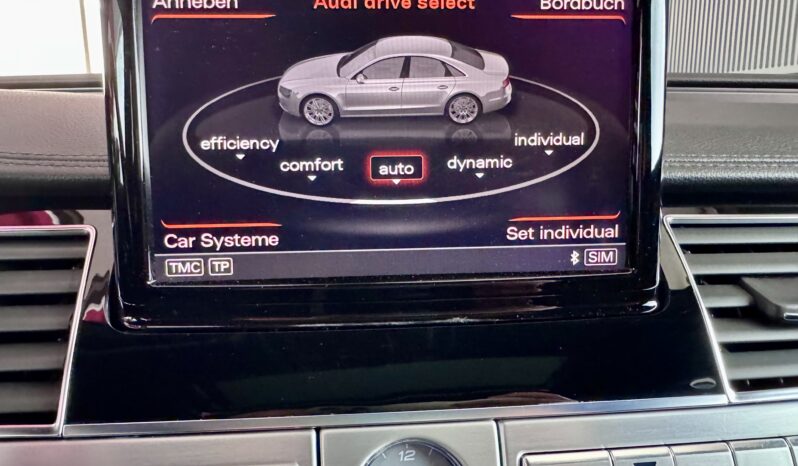 Anheben Audi drive select Bordbuch
efficiency individual
comfort auto dynamic
Car Systeme Set individual
TMC TP SIM
12